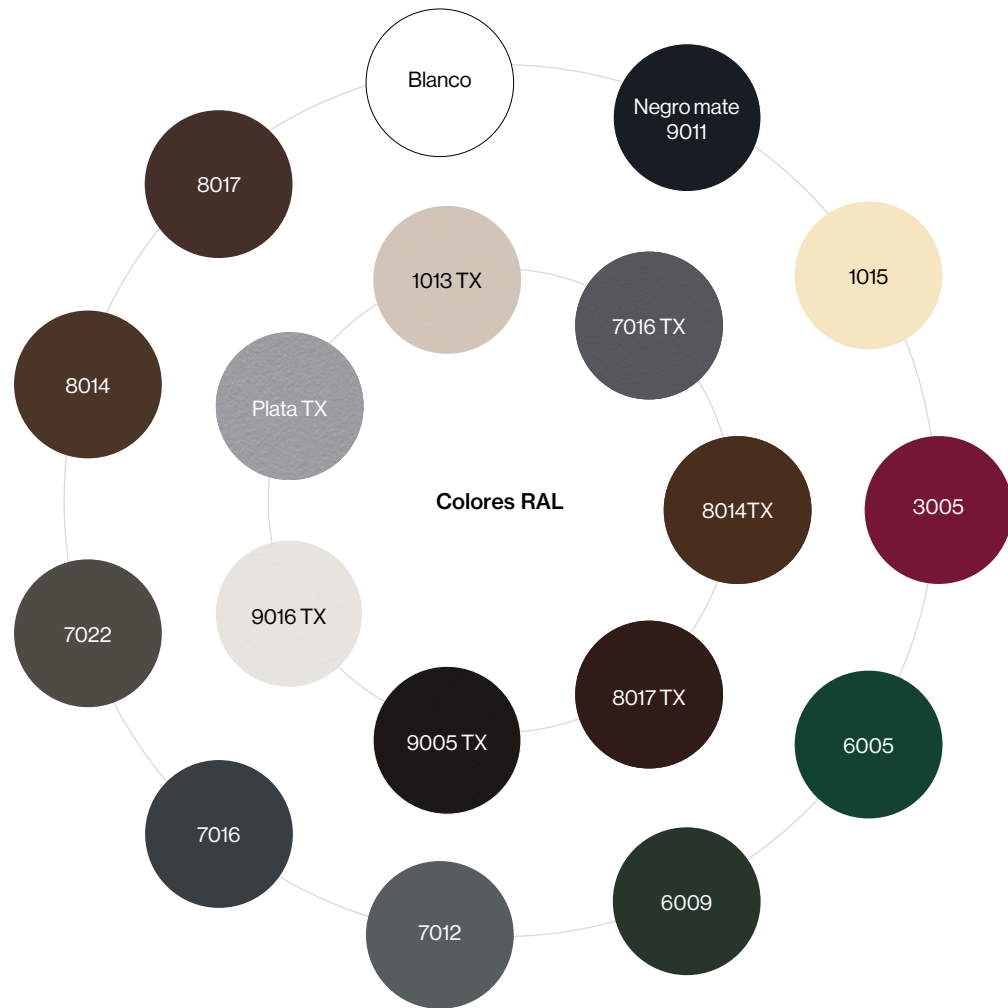 Blanco
Negro mate
9011
8017
1015
1013 TX
7016 TX
8014
Plata TX
Colores RAL
8014TX
3005
9016 TX
7022
8017 TX
9005 TX
6005
7016
7012
6009